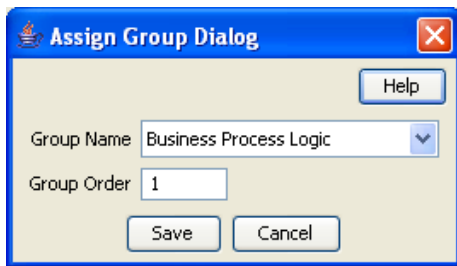 Assign Group Dialog
Help
Group Name Business Process Logic
Group Order 1
Save Cancel